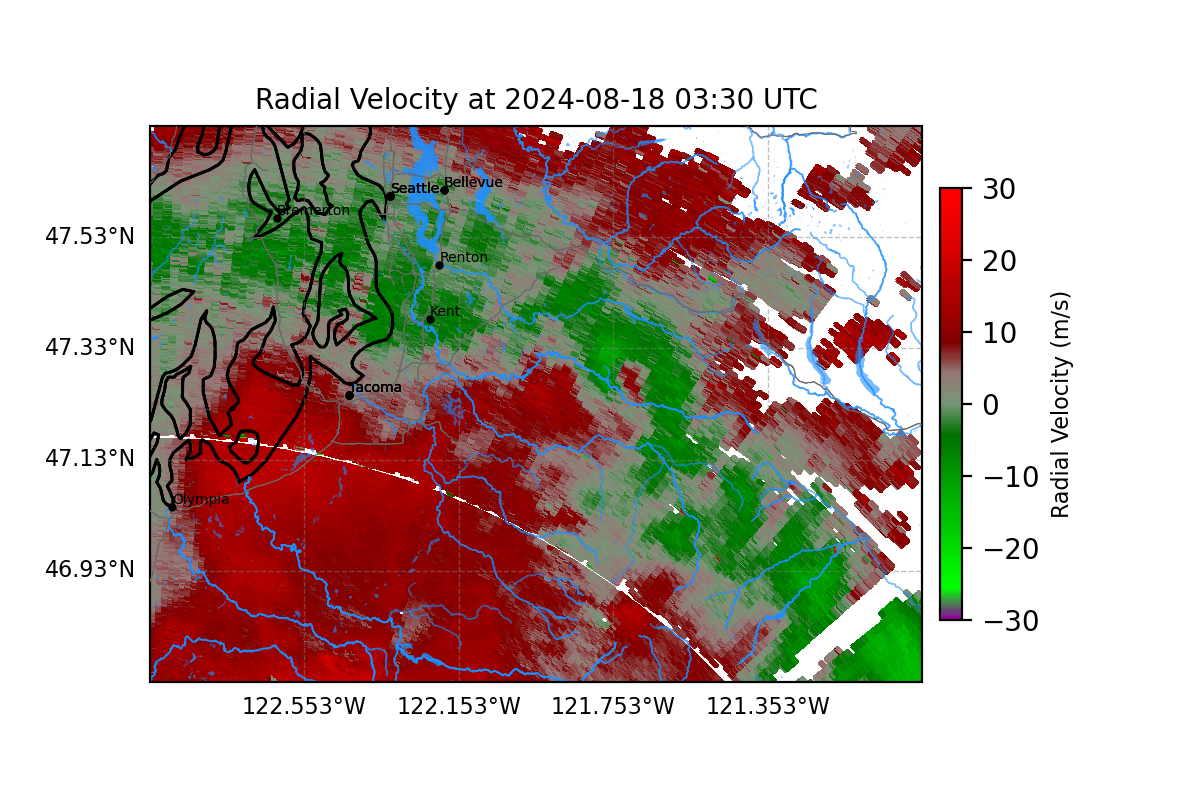 Radial Velocity at 2024-08-18 03:30 UTC
Seattle
Bellevue
Bremerton
Renton
Kent
Tacoma
Olympia
47.53°N
47.33°N
47.13°N
46.93°N
122.553°W
122.153°W
121.753°W
121.353°W
30
20
10
0
−10
−20
−30
Radial Velocity (m/s)